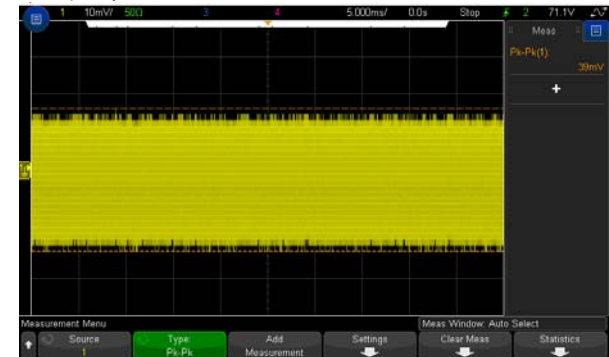 1 10mV/ 50Ω 3 4 5.000ms/ 0.0s Stop 2 71.1V
Meas
Pk-Pk(1):
39mV
+
Measurement Menu
Meas Window: Auto Select
Source
1
Type:
Pk-Pk
Add
Measurement
Settings
Clear Meas
Statistics